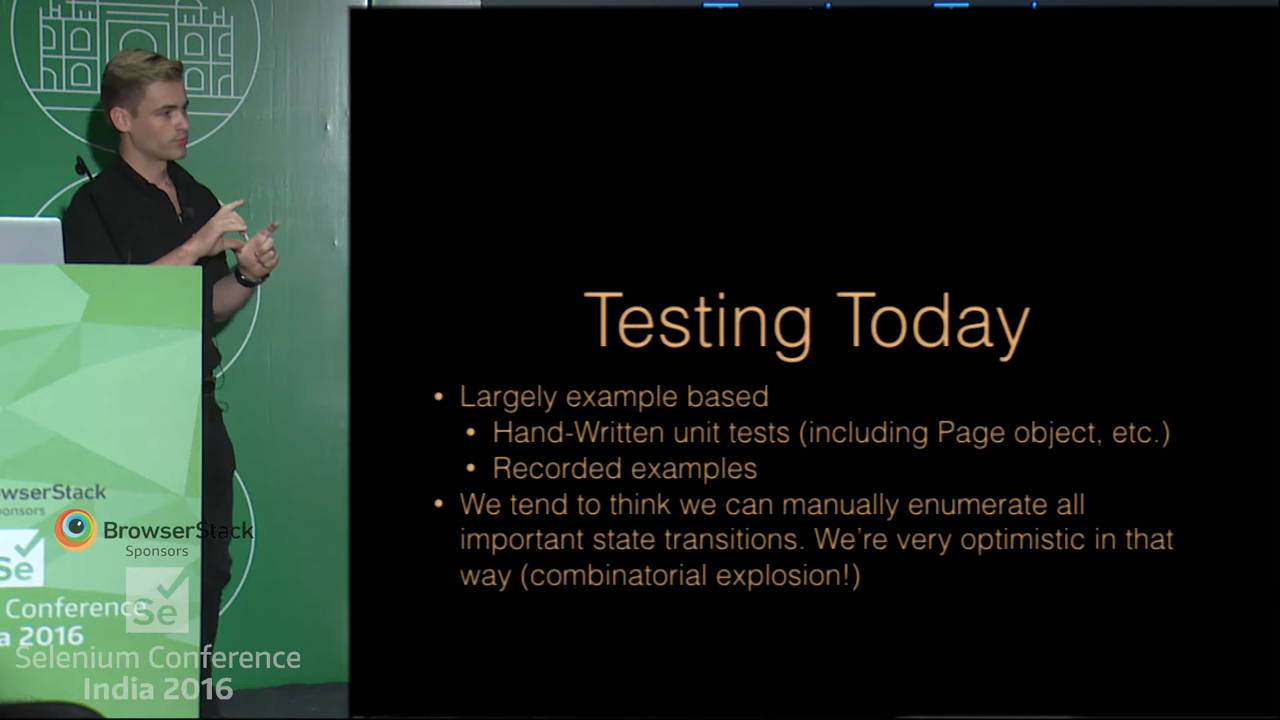 Testing Today
• Largely example based
• Hand-Written unit tests (including Page object, etc.)
• Recorded examples
• We tend to think we can manually enumerate all
important state transitions. We're very optimistic in that
way (combinatorial explosion!)
wserStack
onsors
BrowserStack
Sponsors
Se
Conference
a 2016
Se
Selenium Conference
India 2016